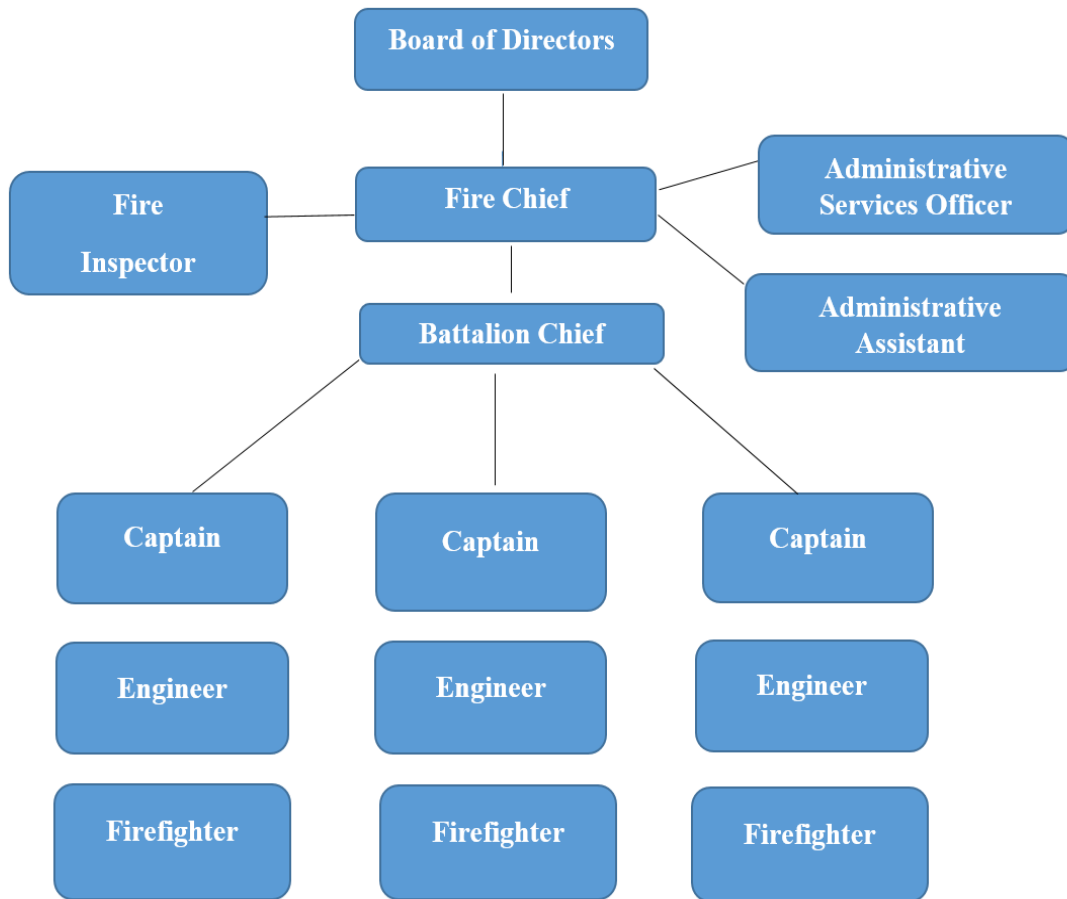 Board of Directors
Fire Chief
Fire
Inspector
Administrative
Services Officer
Administrative
Assistant
Battalion Chief
Captain
Captain
Captain
Engineer
Engineer
Engineer
Firefighter
Firefighter
Firefighter